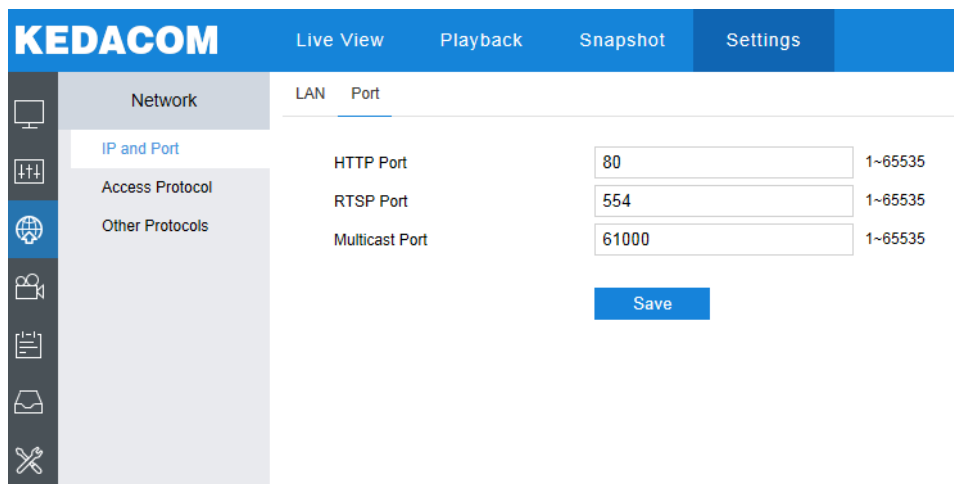 KEDACOM Live View Playback Snapshot Settings
Network
LAN Port
IP and Port
Access Protocol
Other Protocols
HTTP Port 80 1~65535
RTSP Port 554 1~65535
Multicast Port 61000 1~65535
Save